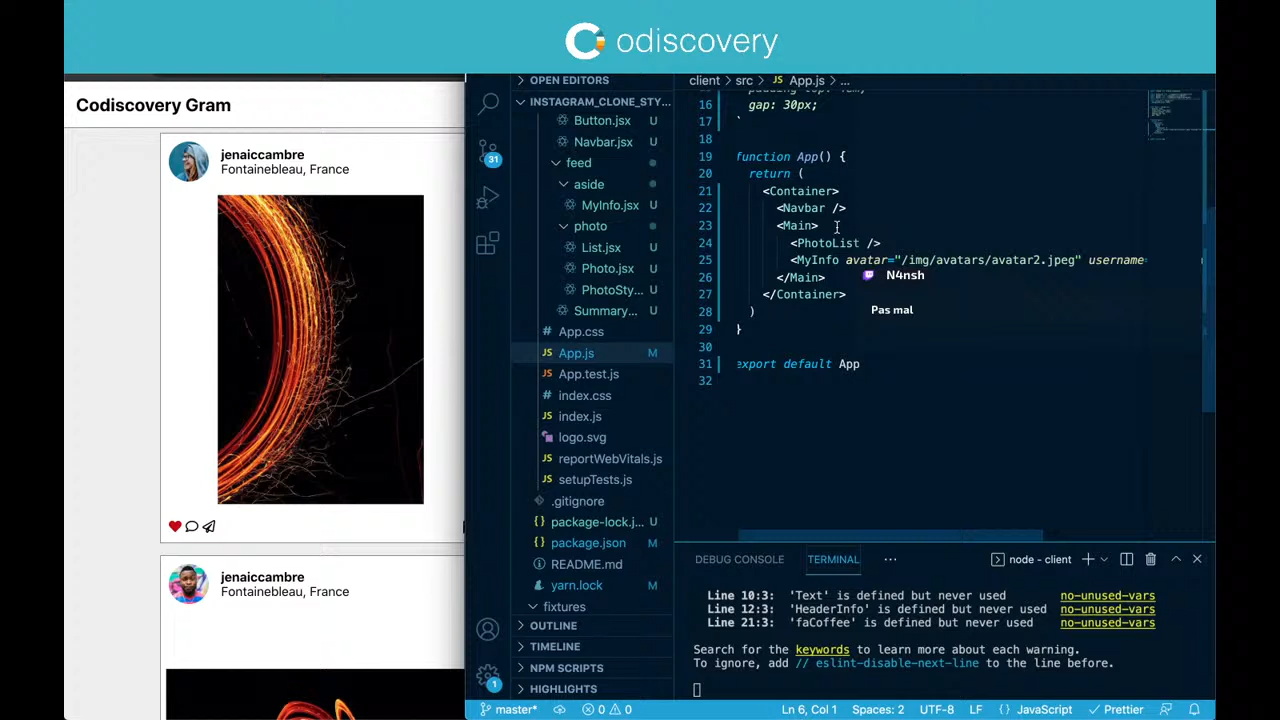 Codiscovery
Codiscovery Gram
jenaiccambre
Fontainebleau, France
jenaiccambre
Fontainebleau, France
31
1
OPEN EDITORS
INSTAGRAM_CLONE_STY...
Button.jsx U
Navbar.jsx U
feed
aside
MyInfo.jsx U
photo
List.jsx U
Photo.jsx U
PhotoSty... U
Summary... U
# App.css
JS App.js M
JS App.test.js
# index.css
JS index.js
logo.svg
JS reportWebVitals.js
JS setupTests.js
.gitignore
{} package-lock.j... U
{} package.json M
README.md
yarn.lock
fixtures
OUTLINE
TIMELINE
NPM SCRIPTS
HIGHLIGHTS
client > src > JS App.js > ...
16 gap: 30px;
17 `
18
19 function App() {
20 return (
21 <Container>
22 <Navbar />
23 <Main>
24 <PhotoList />
25 <MyInfo avatar="/img/avatars/avatar2.jpeg" username=
26 </Main>
27 </Container>
28 )
29 }
30
31 export default App
32
N4nsh
Pas mal
DEBUG CONSOLE TERMINAL ... node - client
Line 10:3: 'Text' is defined but never used no-unused-vars
Line 12:3: 'HeaderInfo' is defined but never used no-unused-vars
Line 21:3: 'faCoffee' is defined but never used no-unused-vars
Search for the keywords to learn more about each warning.
To ignore, add // eslint-disable-next-line to the line before.
master* 0 0 Ln 6, Col 1 Spaces: 2 UTF-8 LF {} JavaScript Prettier